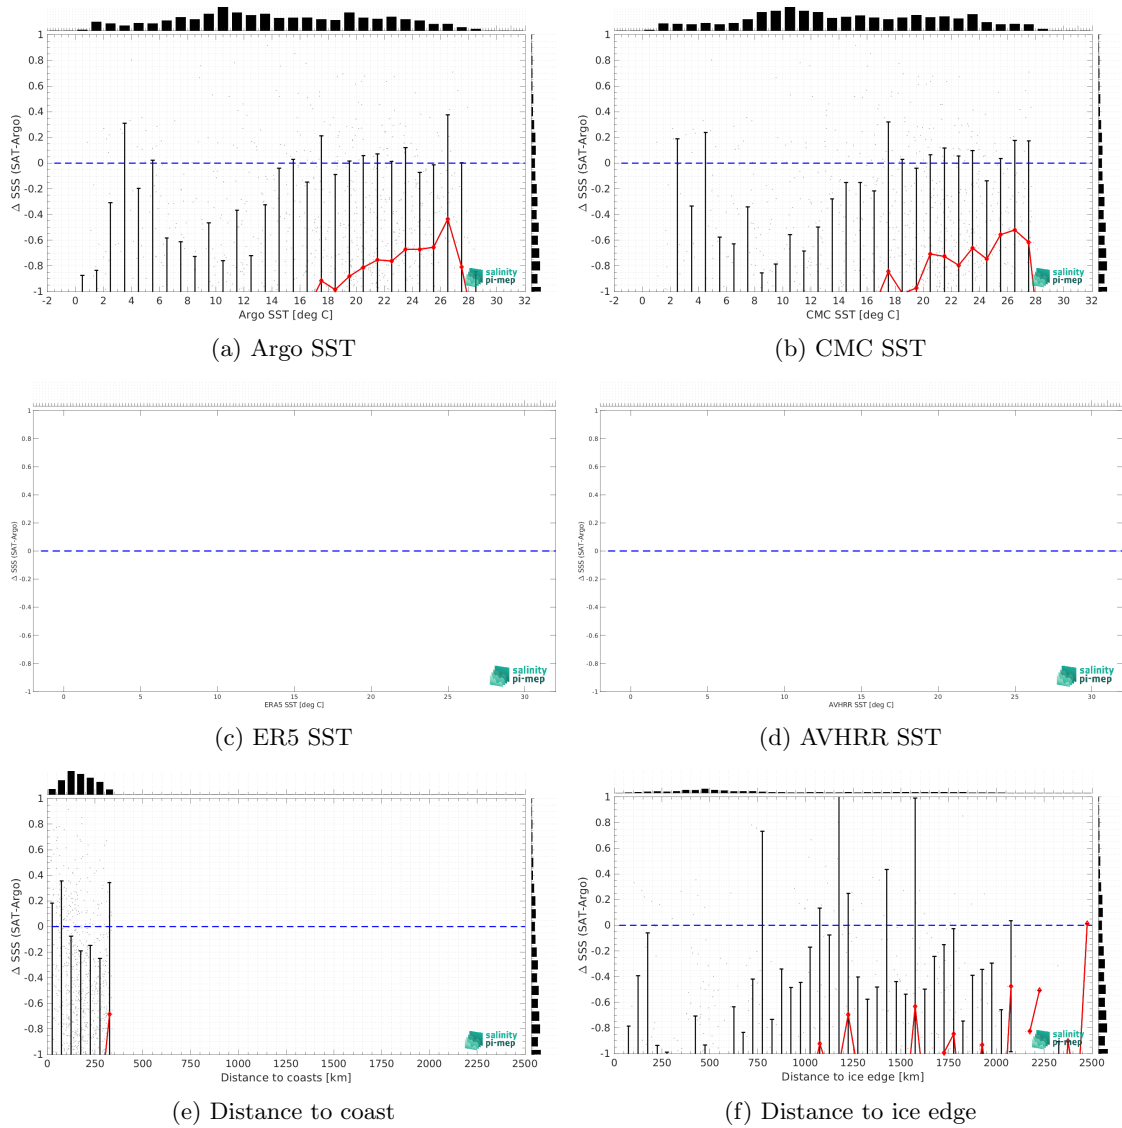 1
0.8
0.6
0.4
0.2
0
-0.2
-0.4
-0.6
-0.8
-1
Δ SSS (SAT-Argo)
-2 0 2 4 6 8 10 12 14 16 18 20 22 24 26 28 30 32
Argo SST [deg C]
salinity
pi-mep
(a) Argo SST
1
0.8
0.6
0.4
0.2
0
-0.2
-0.4
-0.6
-0.8
-1
Δ SSS (SAT-Argo)
-2 0 2 4 6 8 10 12 14 16 18 20 22 24 26 28 30 32
CMC SST [deg C]
salinity
pi-mep
(b) CMC SST
1
0.8
0.6
0.4
0.2
0
-0.2
-0.4
-0.6
-0.8
-1
Δ SSS (SAT-Argo)
0 5 10 15 20 25 30
ERA5 SST [deg C]
salinity
pi-mep
(c) ER5 SST
1
0.8
0.6
0.4
0.2
0
-0.2
-0.4
-0.6
-0.8
-1
Δ SSS (SAT-Argo)
0 5 10 15 20 25 30
AVHRR SST [deg C]
salinity
pi-mep
(d) AVHRR SST
1
0.8
0.6
0.4
0.2
0
-0.2
-0.4
-0.6
-0.8
-1
Δ SSS (SAT-Argo)
0 250 500 750 1000 1250 1500 1750 2000 2250 2500
Distance to coasts [km]
salinity
pi-mep
(e) Distance to coast
1
0.8
0.6
0.4
0.2
0
-0.2
-0.4
-0.6
-0.8
-1
Δ SSS (SAT-Argo)
0 250 500 750 1000 1250 1500 1750 2000 2250 2500
Distance to ice edge [km]
salinity
pi-mep
(f) Distance to ice edge